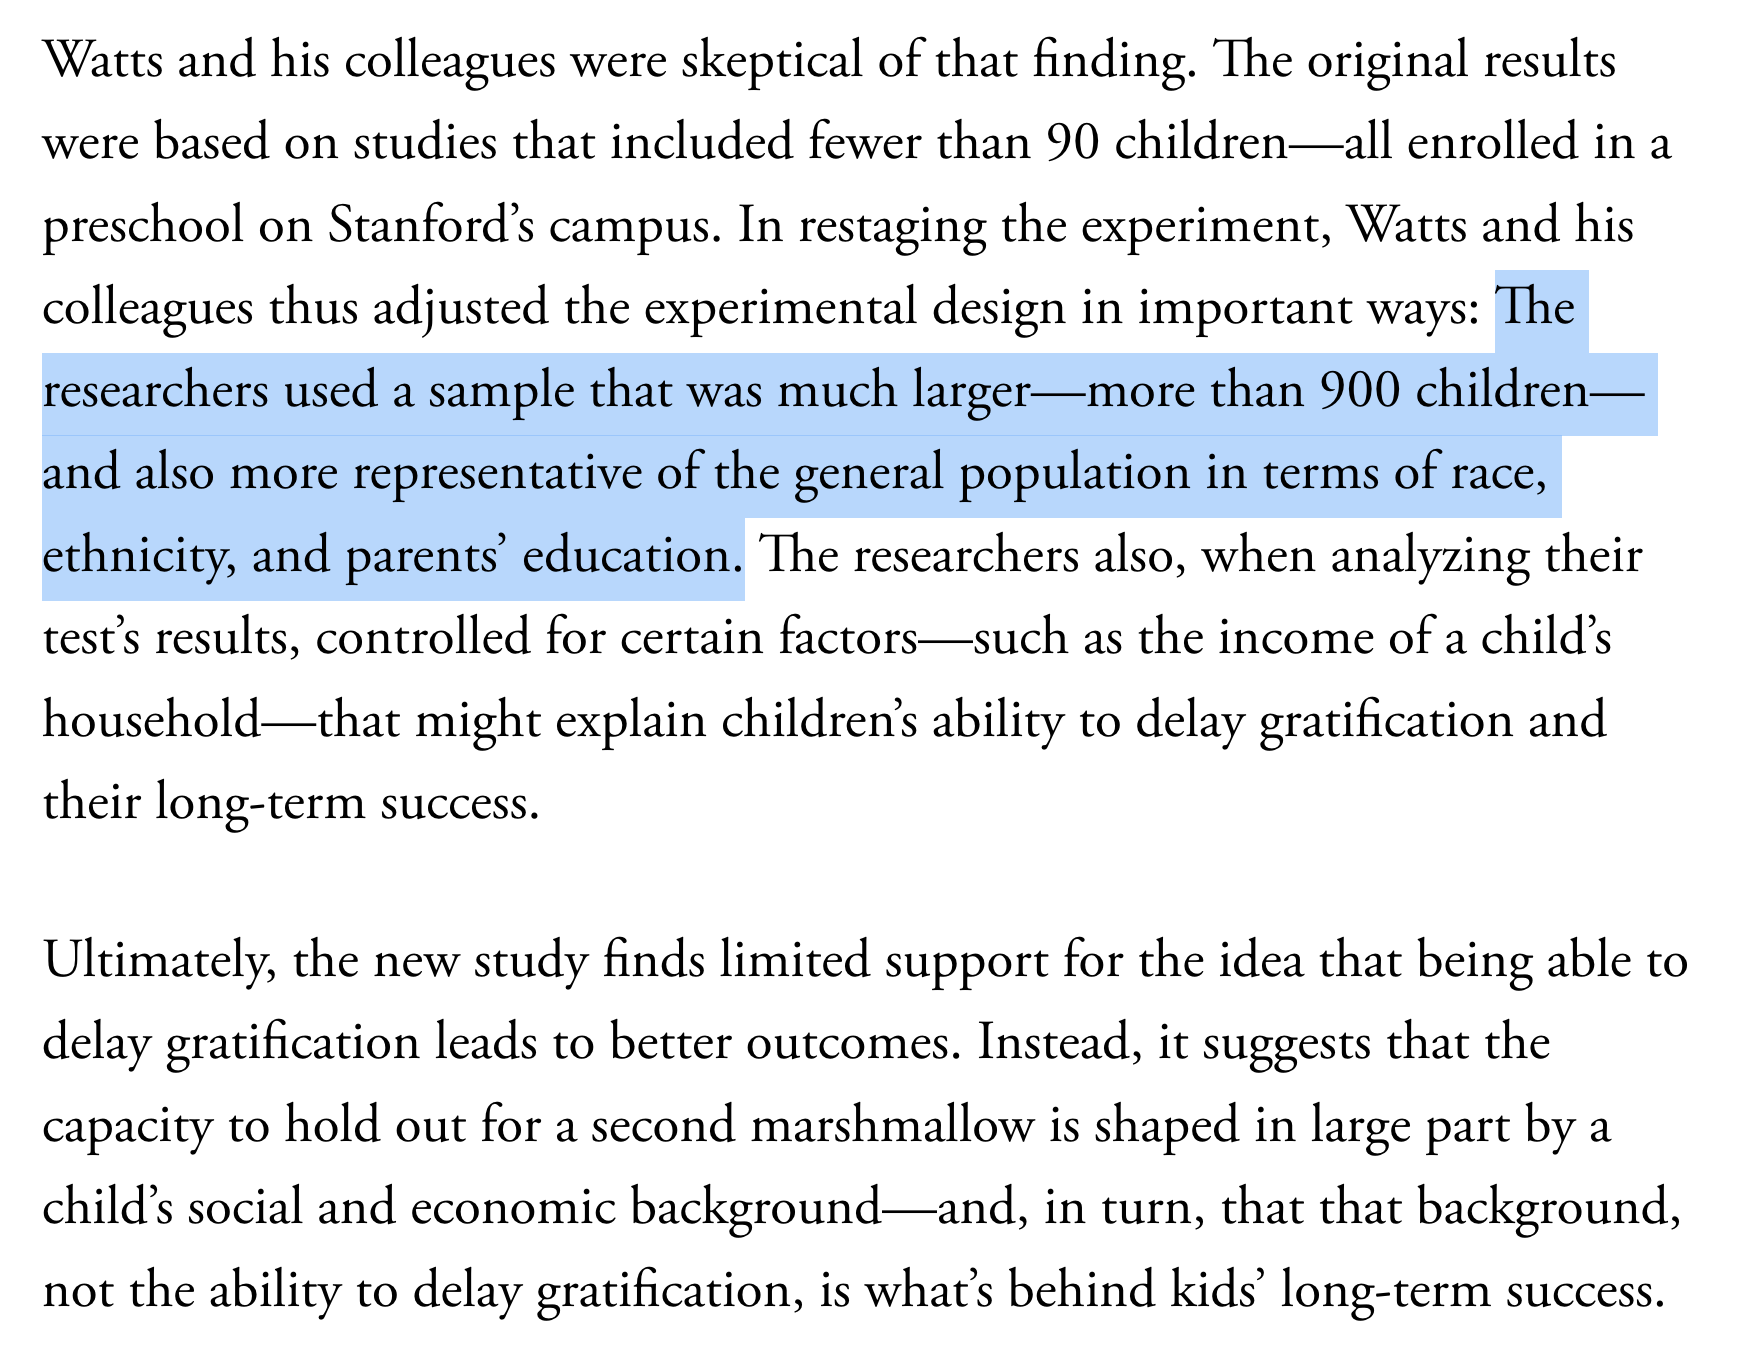 Watts and his colleagues were skeptical of that finding. The original results
were based on studies that included fewer than 90 children—all enrolled in a
preschool on Stanford’s campus. In restaging the experiment, Watts and his
colleagues thus adjusted the experimental design in important ways: The
researchers used a sample that was much larger—more than 900 children—
and also more representative of the general population in terms of race,
ethnicity, and parents’ education. The researchers also, when analyzing their
test’s results, controlled for certain factors—such as the income of a child’s
household—that might explain children’s ability to delay gratification and
their long-term success.
Ultimately, the new study finds limited support for the idea that being able to
delay gratification leads to better outcomes. Instead, it suggests that the
capacity to hold out for a second marshmallow is shaped in large part by a
child’s social and economic background—and, in turn, that that background,
not the ability to delay gratification, is what’s behind kids’ long-term success.